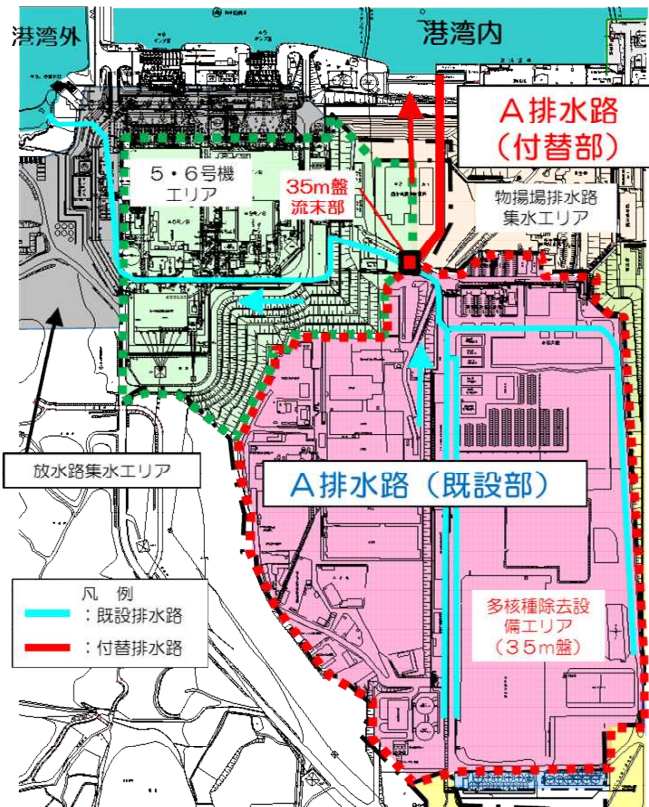 港湾外
港湾内
A排水路
(付替部)
5・6号機
エリア
35m盤
流末部
物揚場排水路
集水エリア
放水路集水エリア
A排水路(既設部)
凡 例
:既設排水路
:付替排水路
多核種除去設
備エリア
(35m盤)